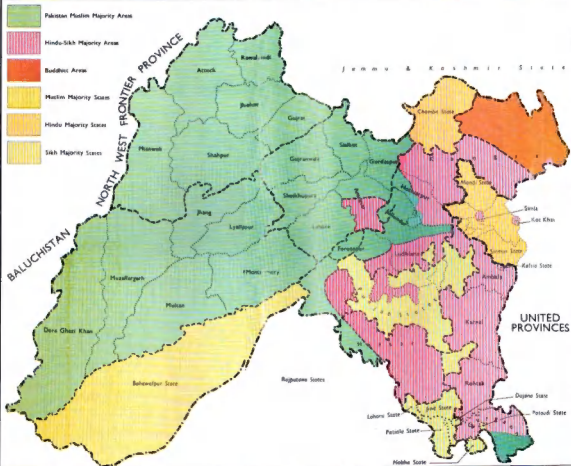 Pakistan Muslim Majority Areas
Hindu-Sikh Majority Areas
Buddhist Areas
Muslim Majority States
Hindu Majority States
Sikh Majority States
NORTH WEST FRONTIER PROVINCE
BALUCHISTAN
Jammu & Kashmir State
UNITED
PROVINCES
Rawalpindi
Attock
Jhelum
Mianwali
Gujrat
Shahpur
Sialkot
Gujranwala
Gurdaspur
Chamba State
Sheikhupura
Lahore
Jhang
Lyallpur
Mandi State
Simla
Montgomery
Ferozepur
Ludhiana
Sirmur State
Kalsia State
Muzaffargarh
Ambala
Multan
Karnal
Dera Ghazi Khan
Bahawalpur State
Rajputana States
Rohtak
Dujana State
Loharu State
Jind State
Pataudi State
Patiala State
Nabha State